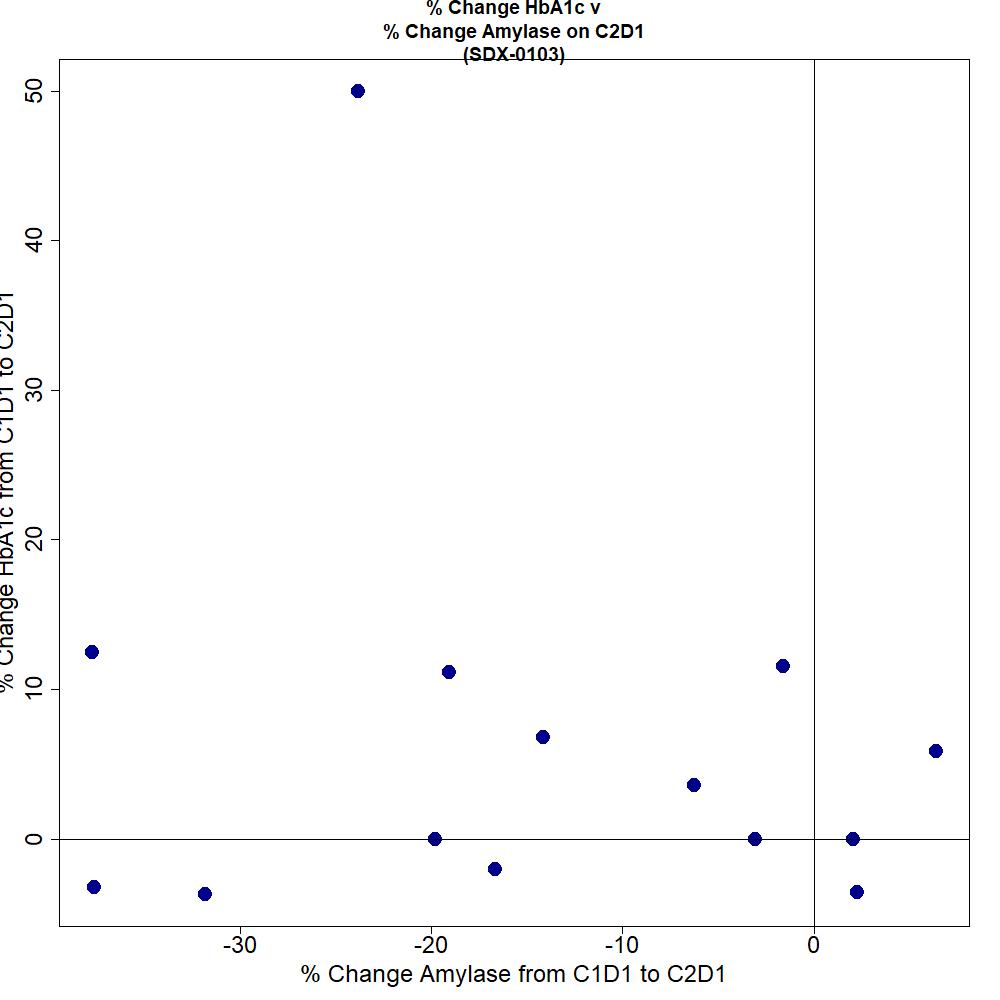 % Change HbA1c v
% Change Amylase on C2D1
(SDX-0103)
% Change HbA1c from C1D1 to C2D1
50
40
30
20
10
0
-30
-20
-10
0
% Change Amylase from C1D1 to C2D1